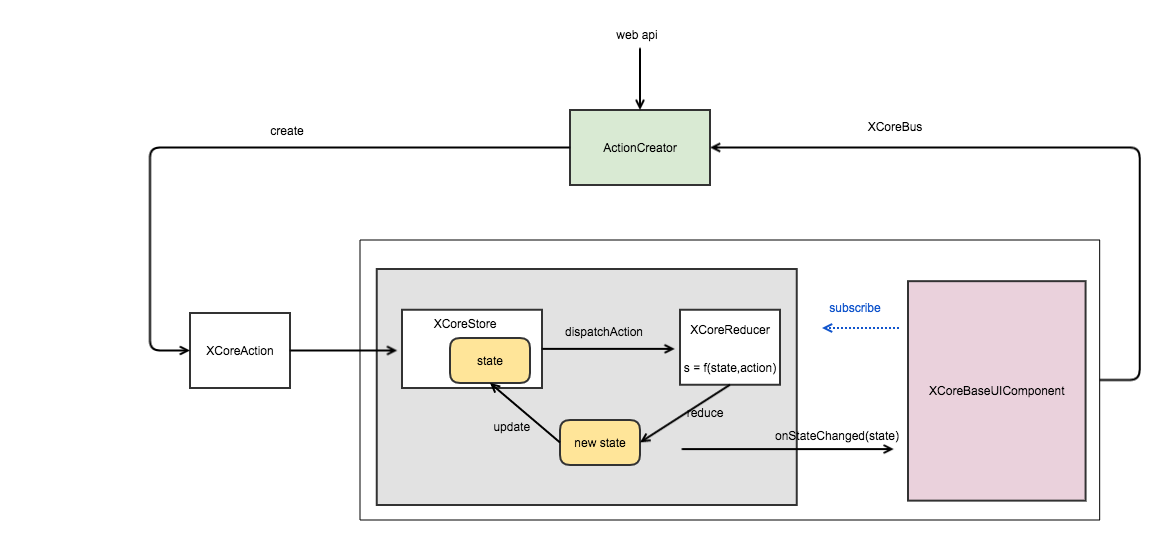 web api
create
XCoreBus
ActionCreator
subscribe
XCoreStore
dispatchAction
XCoreReducer
XCoreAction
state
s = f(state,action)
XCoreBaseUIComponent
reduce
update
new state
onStateChanged(state)